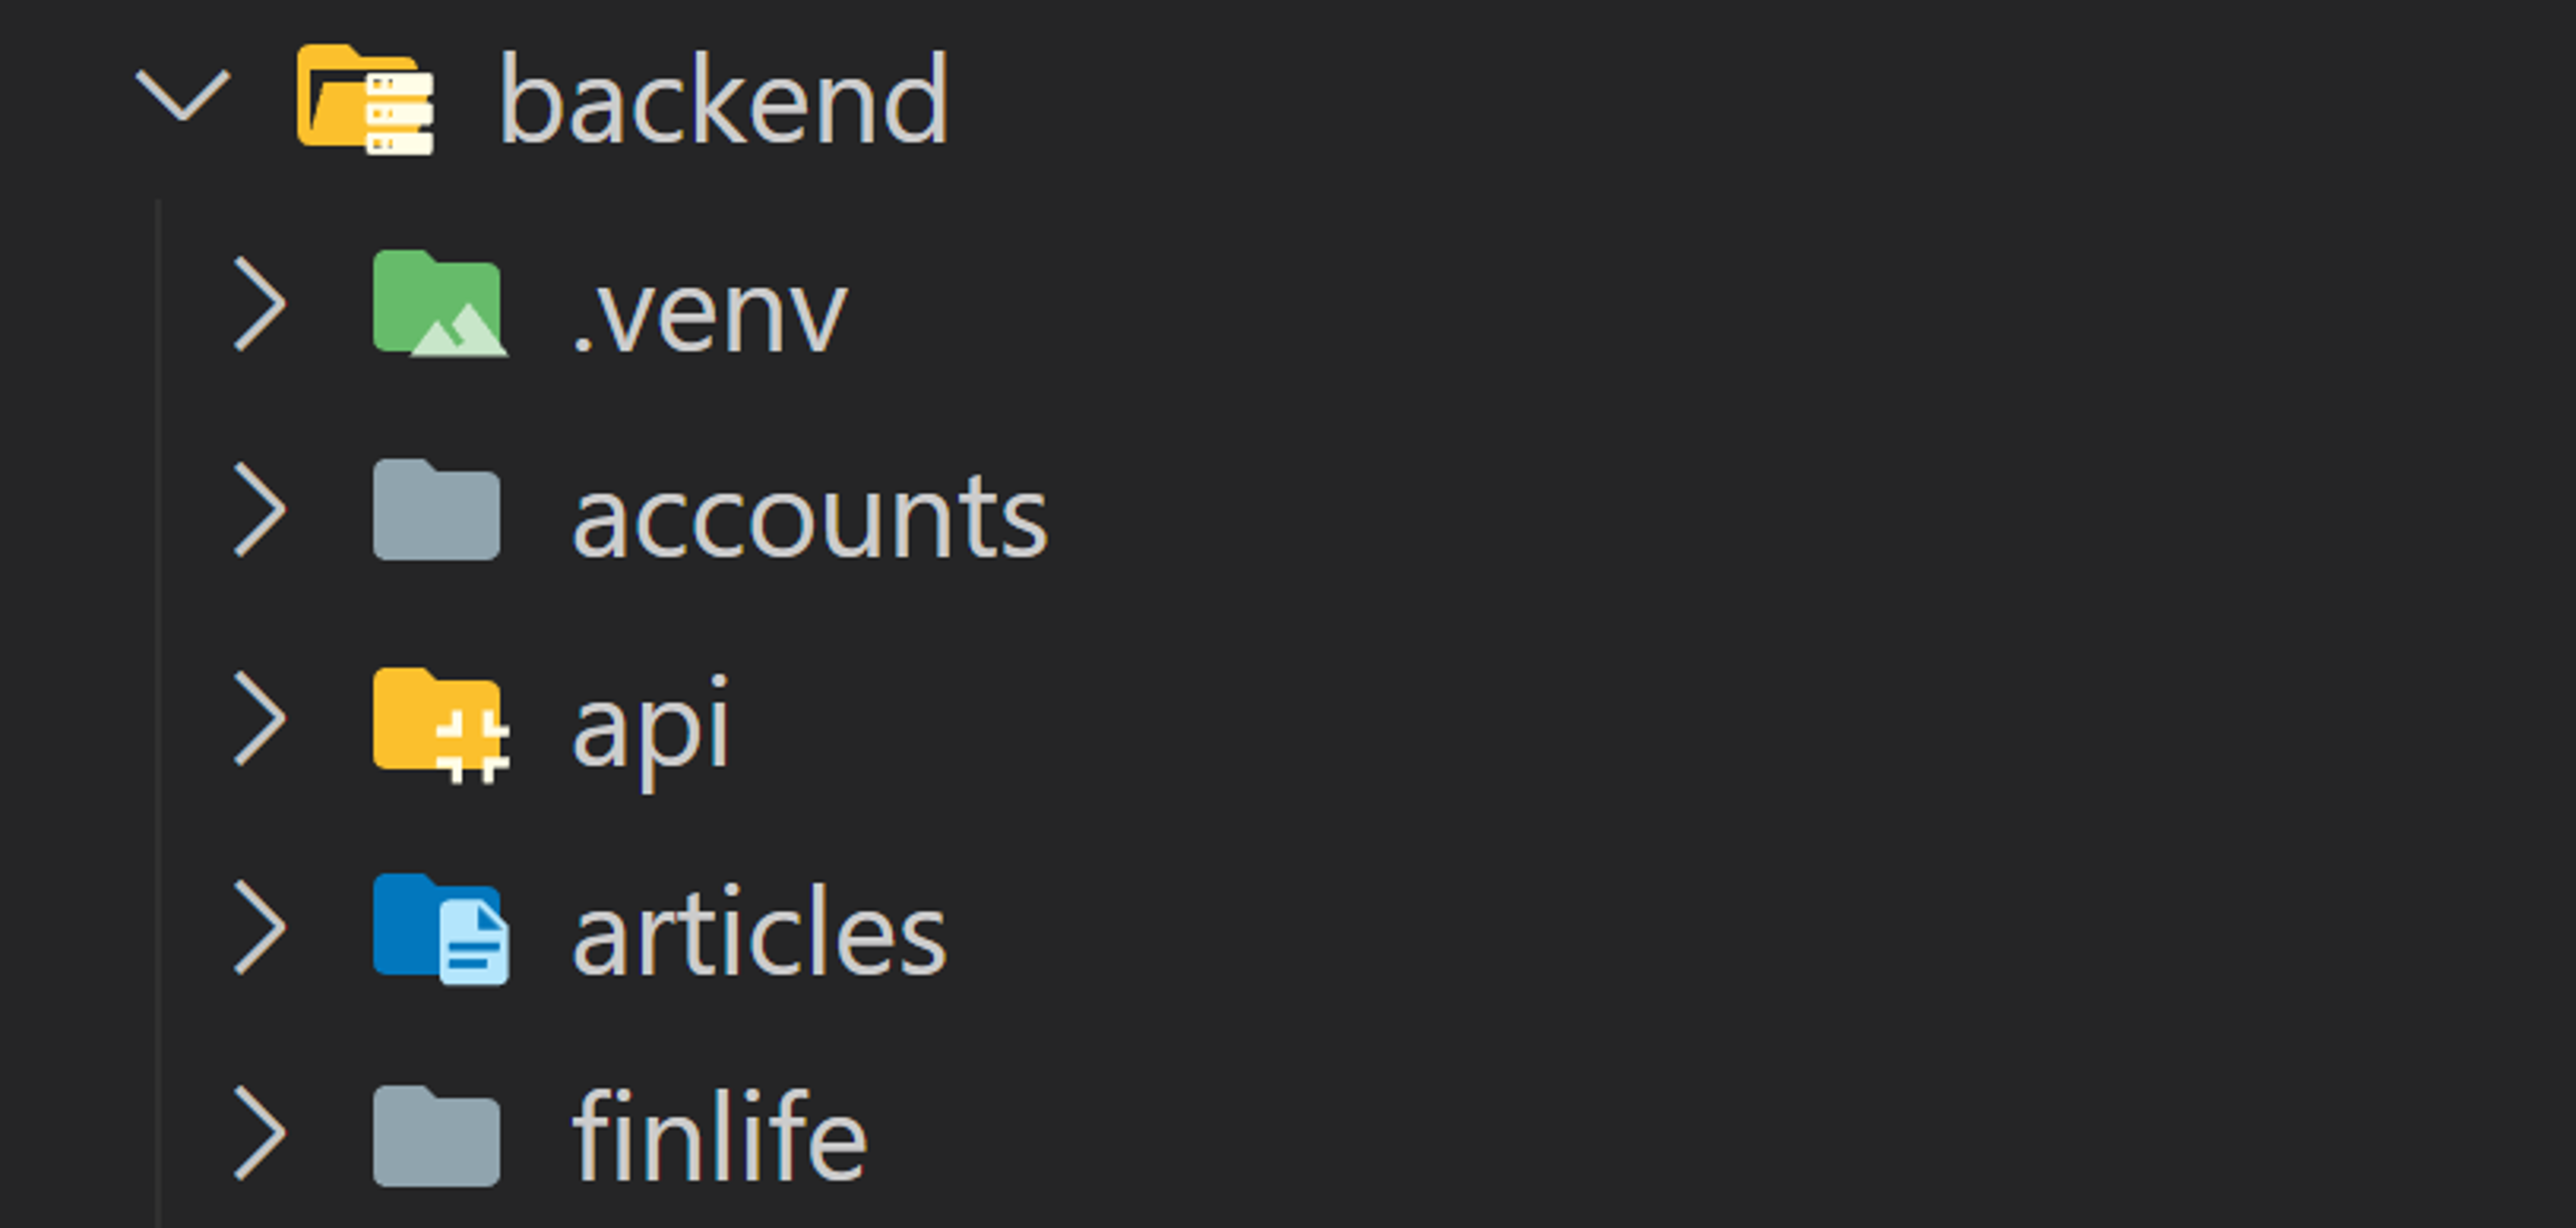 backend
.venv
accounts
api
articles
finlife